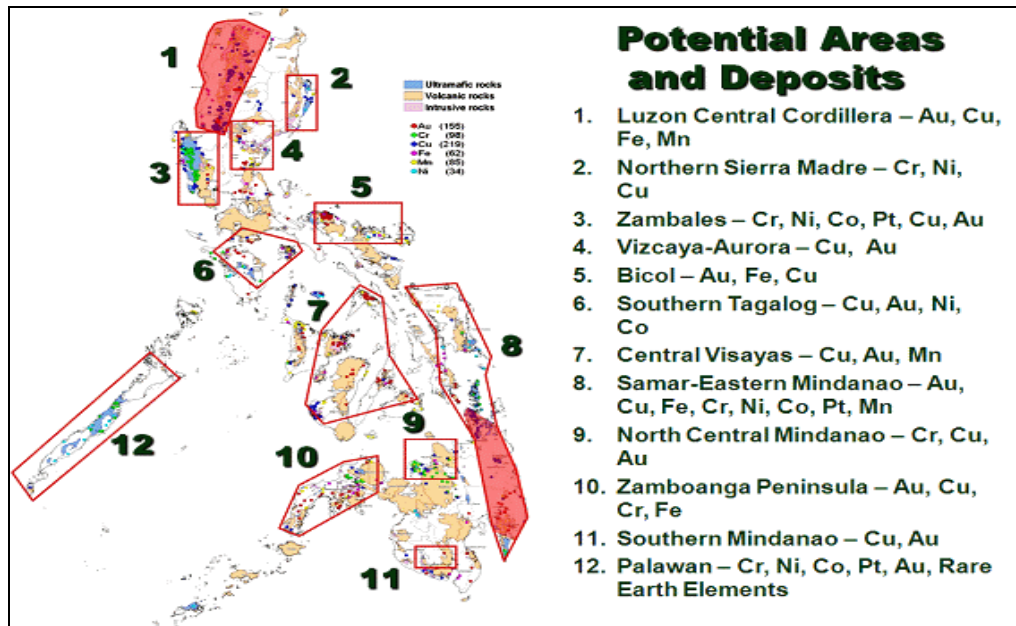 Potential Areas
and Deposits
1. Luzon Central Cordillera – Au, Cu,
Fe, Mn
2. Northern Sierra Madre – Cr, Ni,
Cu
3. Zambales – Cr, Ni, Co, Pt, Cu, Au
4. Vizcaya-Aurora – Cu, Au
5. Bicol – Au, Fe, Cu
6. Southern Tagalog – Cu, Au, Ni,
Co
7. Central Visayas – Cu, Au, Mn
8. Samar-Eastern Mindanao – Au,
Cu, Fe, Cr, Ni, Co, Pt, Mn
9. North Central Mindanao – Cr, Cu,
Au
10. Zamboanga Peninsula – Au, Cu,
Cr, Fe
11. Southern Mindanao – Cu, Au
12. Palawan – Cr, Ni, Co, Pt, Au, Rare
Earth Elements
Ultramafic rocks
Volcanic rocks
Intrusive rocks
Au (155)
Cr (98)
Cu (219)
Fe (62)
Mn (85)
Ni (34)
1
2
3
4
5
6
7
8
9
10
11
12